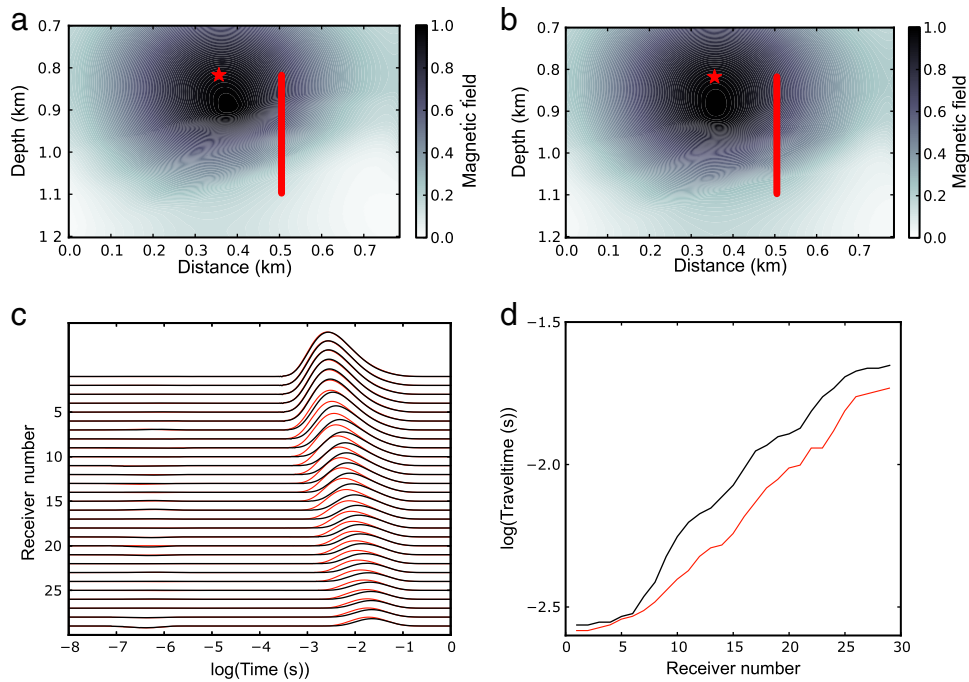 a
0.7
0.8
0.9
1.0
1.1
1.2
Depth (km)
0.0 0.1 0.2 0.3 0.4 0.5 0.6 0.7
Distance (km)
1.0
0.8
0.6
0.4
0.2
0.0
Magnetic field
b
0.7
0.8
0.9
1.0
1.1
1.2
Depth (km)
0.0 0.1 0.2 0.3 0.4 0.5 0.6 0.7
Distance (km)
1.0
0.8
0.6
0.4
0.2
0.0
Magnetic field
c
5
10
15
20
25
Receiver number
−8 −7 −6 −5 −4 −3 −2 −1 0
log(Time (s))
d
−1.5
−2.0
−2.5
log(Traveltime (s))
0 5 10 15 20 25 30
Receiver number